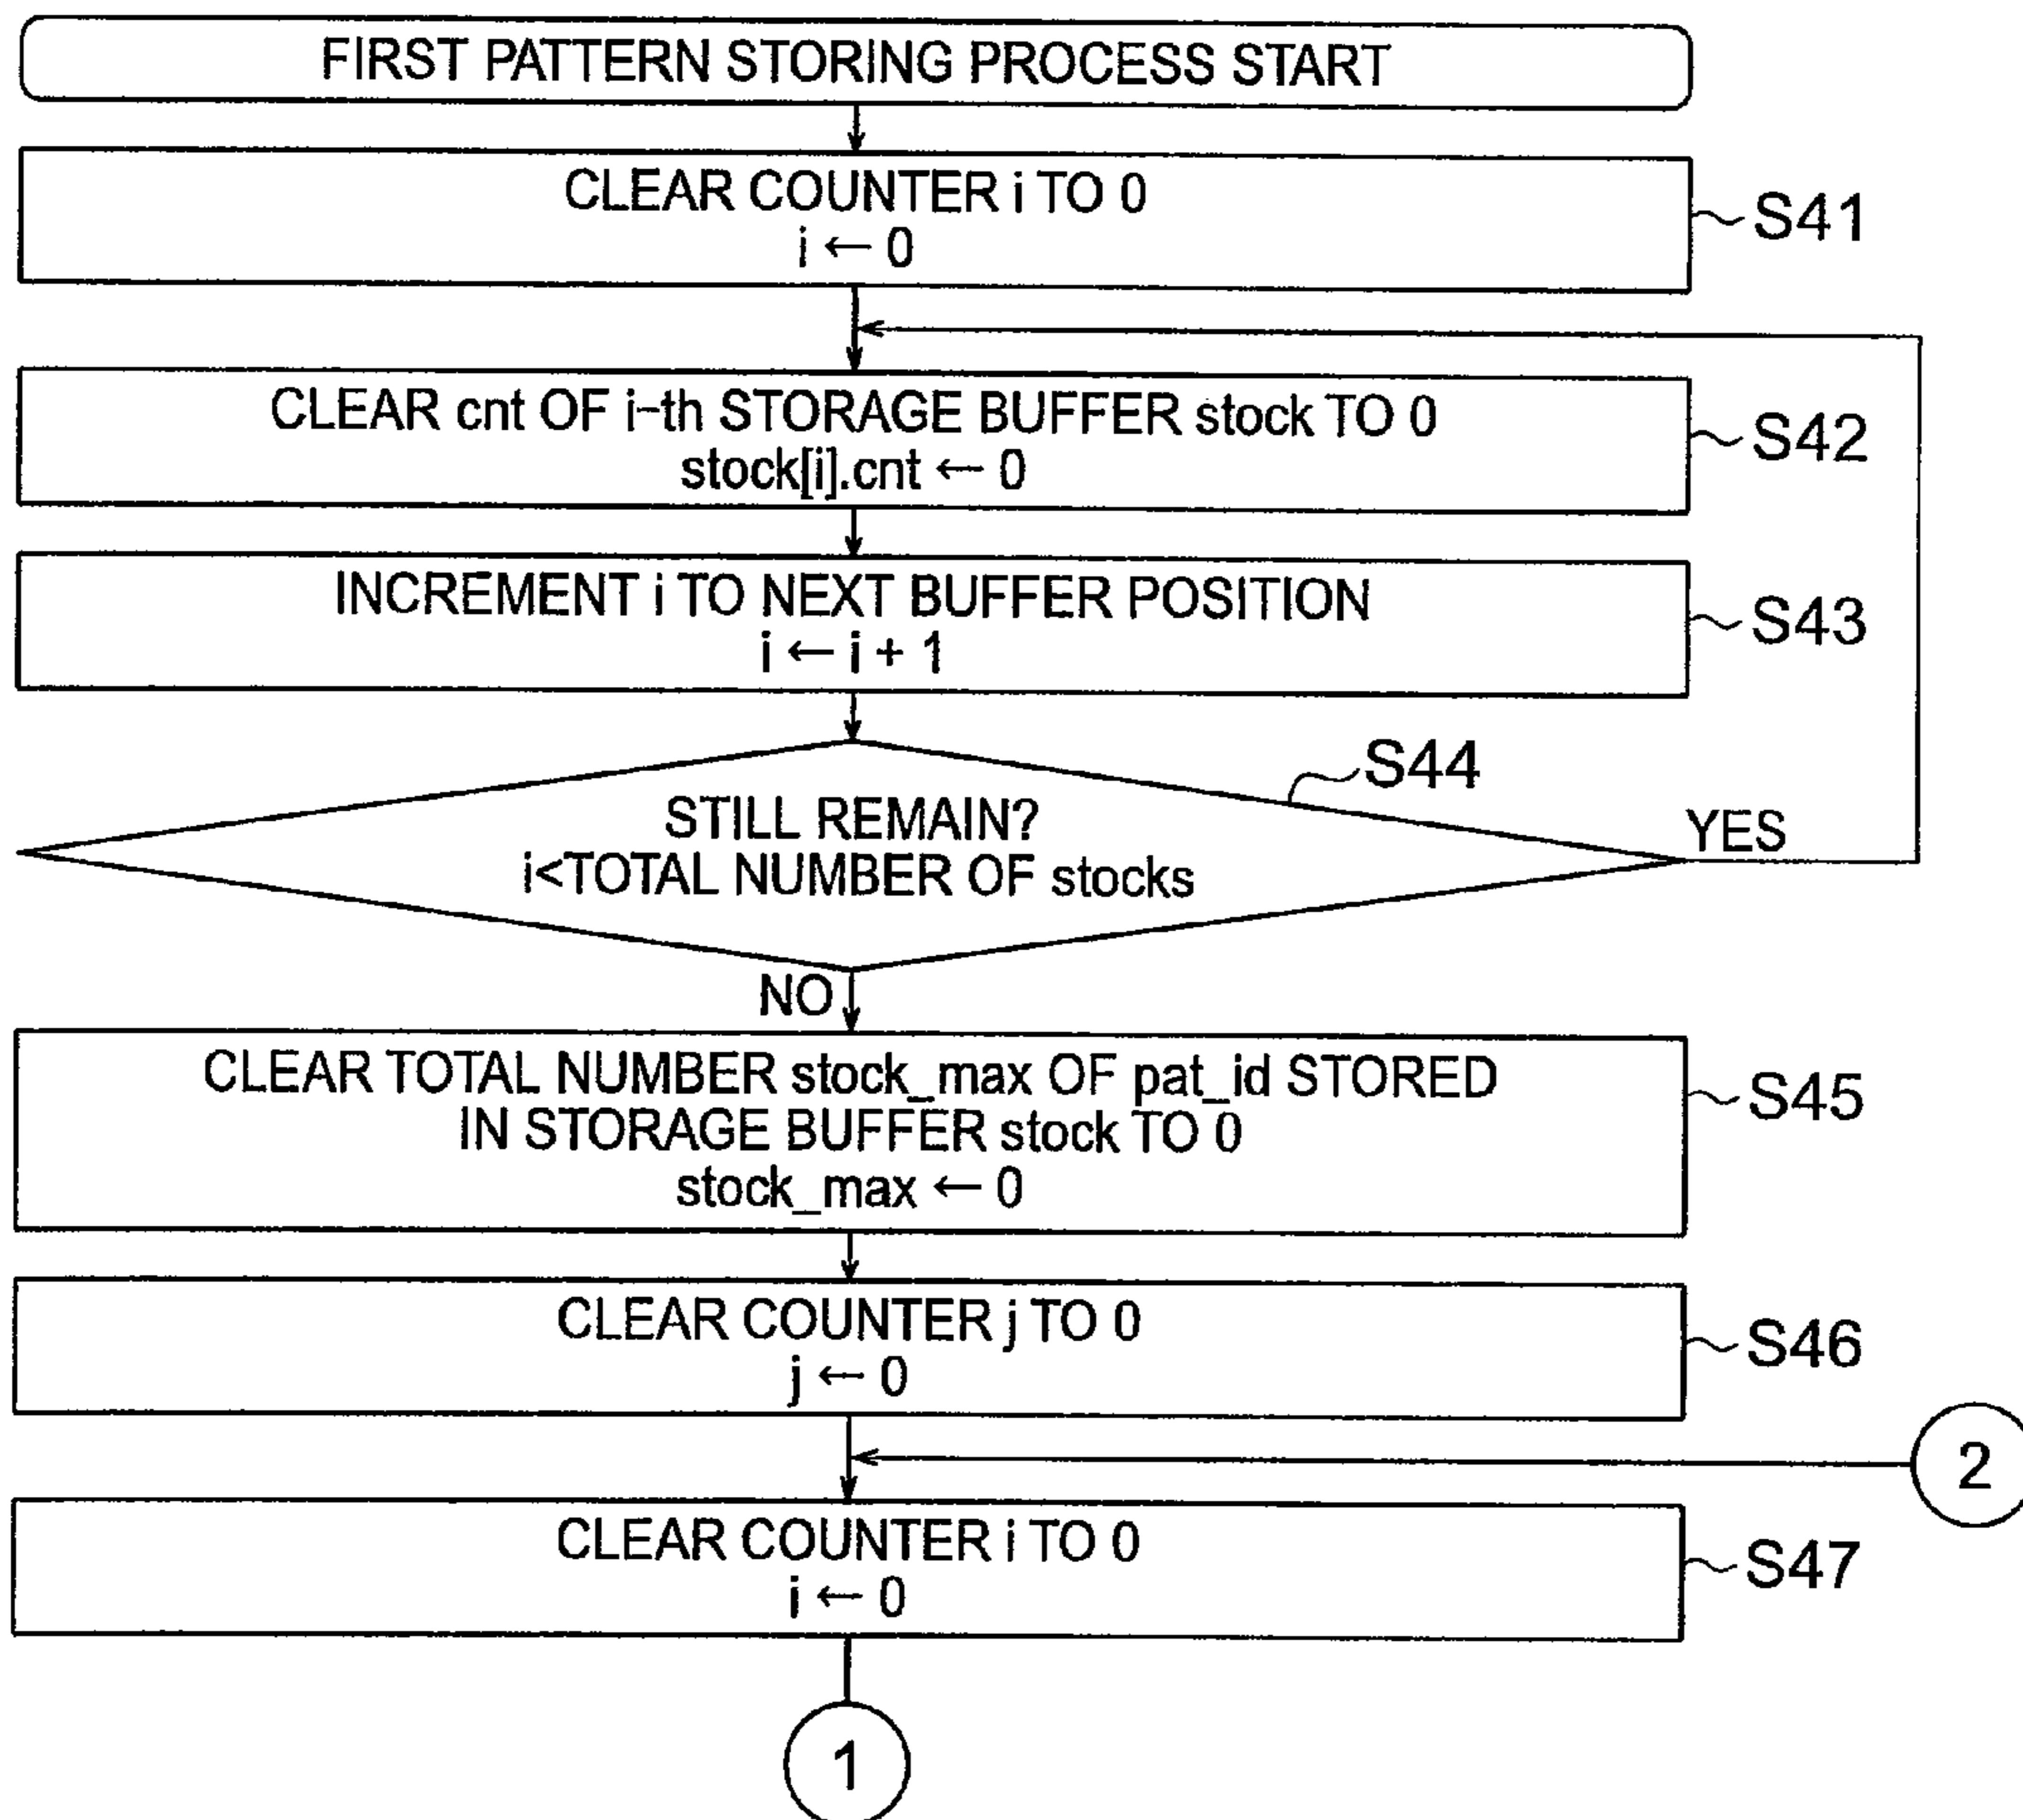 FIRST PATTERN STORING PROCESS START
CLEAR COUNTER i TO 0
i ← 0
S41
CLEAR cnt OF i-th STORAGE BUFFER stock TO 0
stock[i].cnt ← 0
S42
INCREMENT i TO NEXT BUFFER POSITION
i ← i + 1
S43
S44
STILL REMAIN?
i<TOTAL NUMBER OF stocks
YES
NO
CLEAR TOTAL NUMBER stock_max OF pat_id STORED
IN STORAGE BUFFER stock TO 0
stock_max ← 0
S45
CLEAR COUNTER j TO 0
j ← 0
S46
2
CLEAR COUNTER i TO 0
i ← 0
S47
1